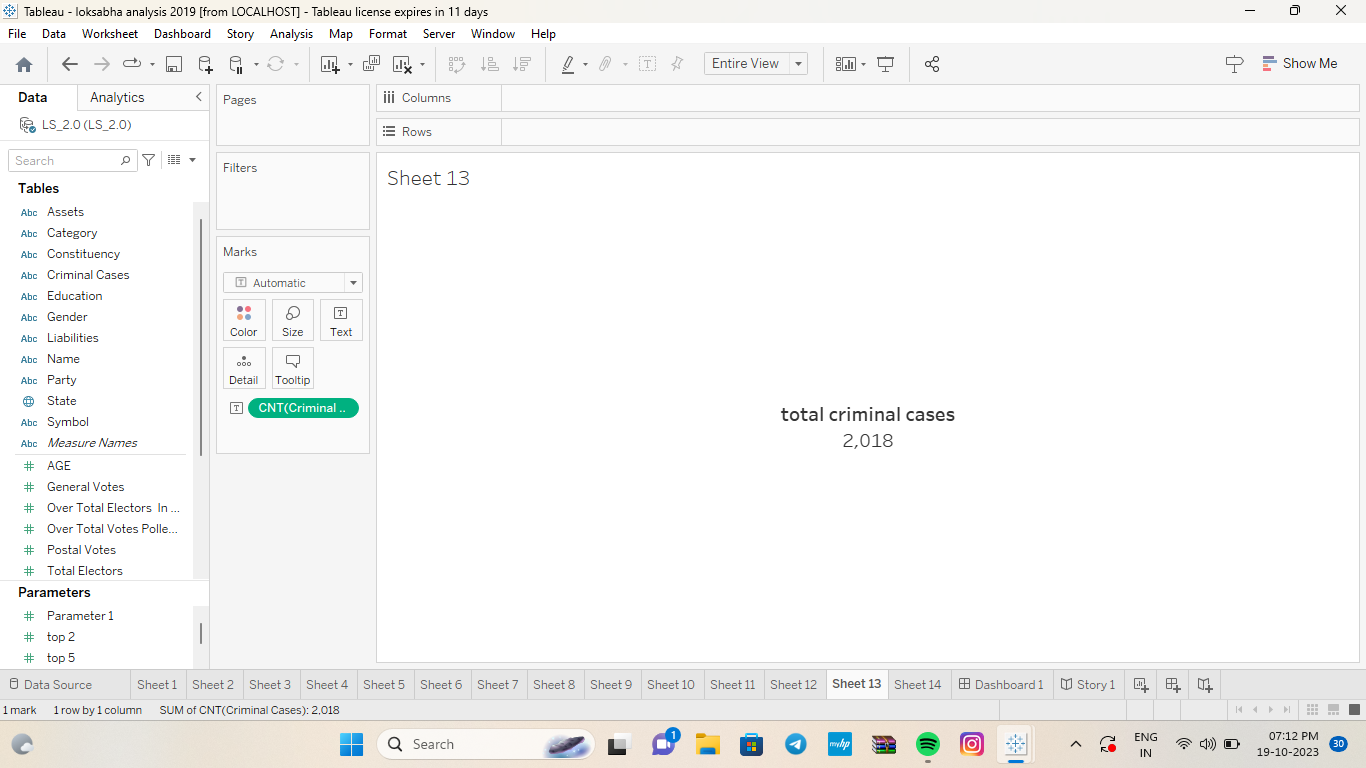 Tableau - loksabha analysis 2019 [from LOCALHOST] - Tableau license expires in 11 days
File Data Worksheet Dashboard Story Analysis Map Format Server Window Help
Entire View
Show Me
Data Analytics
LS_2.0 (LS_2.0)
Search
Tables
Abc Assets
Abc Category
Abc Constituency
Abc Criminal Cases
Abc Education
Abc Gender
Abc Liabilities
Abc Name
Abc Party
State
Abc Symbol
Abc Measure Names
# AGE
# General Votes
# Over Total Electors In ...
# Over Total Votes Polle...
# Postal Votes
# Total Electors
Parameters
# Parameter 1
# top 2
# top 5
Pages
Filters
Marks
T Automatic
Color Size Text
Detail Tooltip
T CNT(Criminal ..
Columns
Rows
Sheet 13
total criminal cases
2,018
Data Source Sheet 1 Sheet 2 Sheet 3 Sheet 4 Sheet 5 Sheet 6 Sheet 7 Sheet 8 Sheet 9 Sheet 10 Sheet 11 Sheet 12 Sheet 13 Sheet 14 Dashboard 1 Story 1
1 mark 1 row by 1 column SUM of CNT(Criminal Cases): 2,018
Search
1
myhp
ENG
IN
07:12 PM
19-10-2023
30